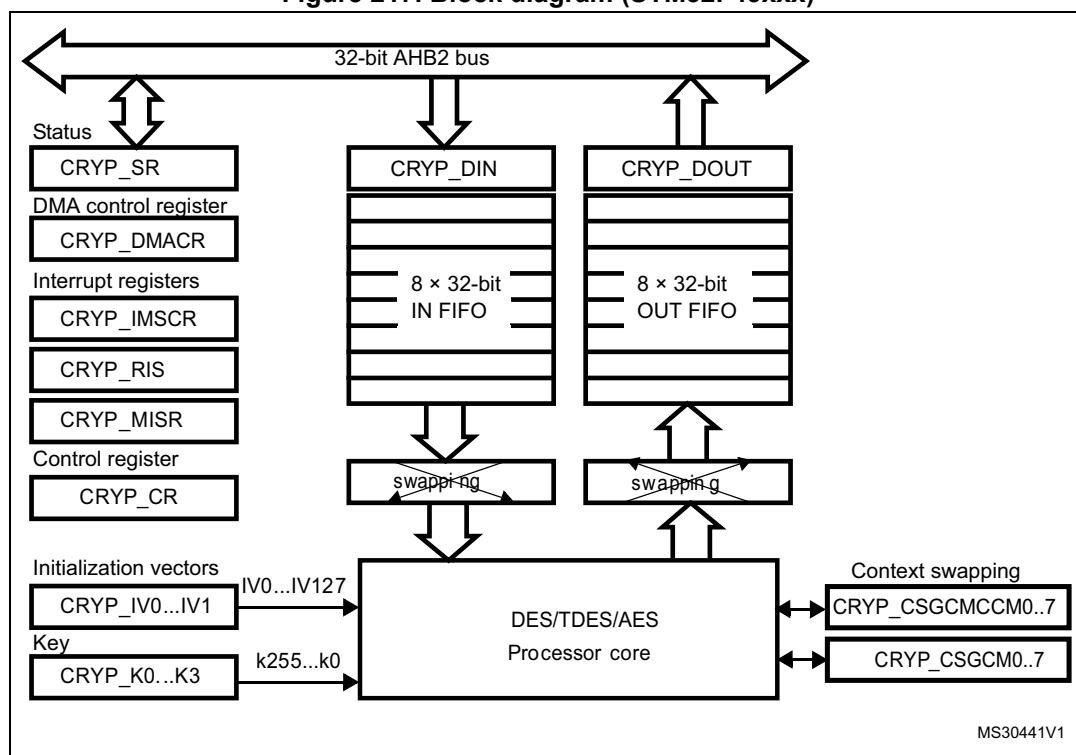 32-bit AHB2 bus
Status
CRYP_SR
DMA control register
CRYP_DMACR
Interrupt registers
CRYP_IMSCR
CRYP_RIS
CRYP_MISR
Control register
CRYP_CR
CRYP_DIN
8 × 32-bit
IN FIFO
swapping
CRYP_DOUT
8 × 32-bit
OUT FIFO
swapping
Initialization vectors
CRYP_IV0...IV1
IV0...IV127
Key
CRYP_K0...K3
k255...k0
DES/TDES/AES
Processor core
Context swapping
CRYP_CSGCMCCM0..7
CRYP_CSGCM0..7
MS30441V1